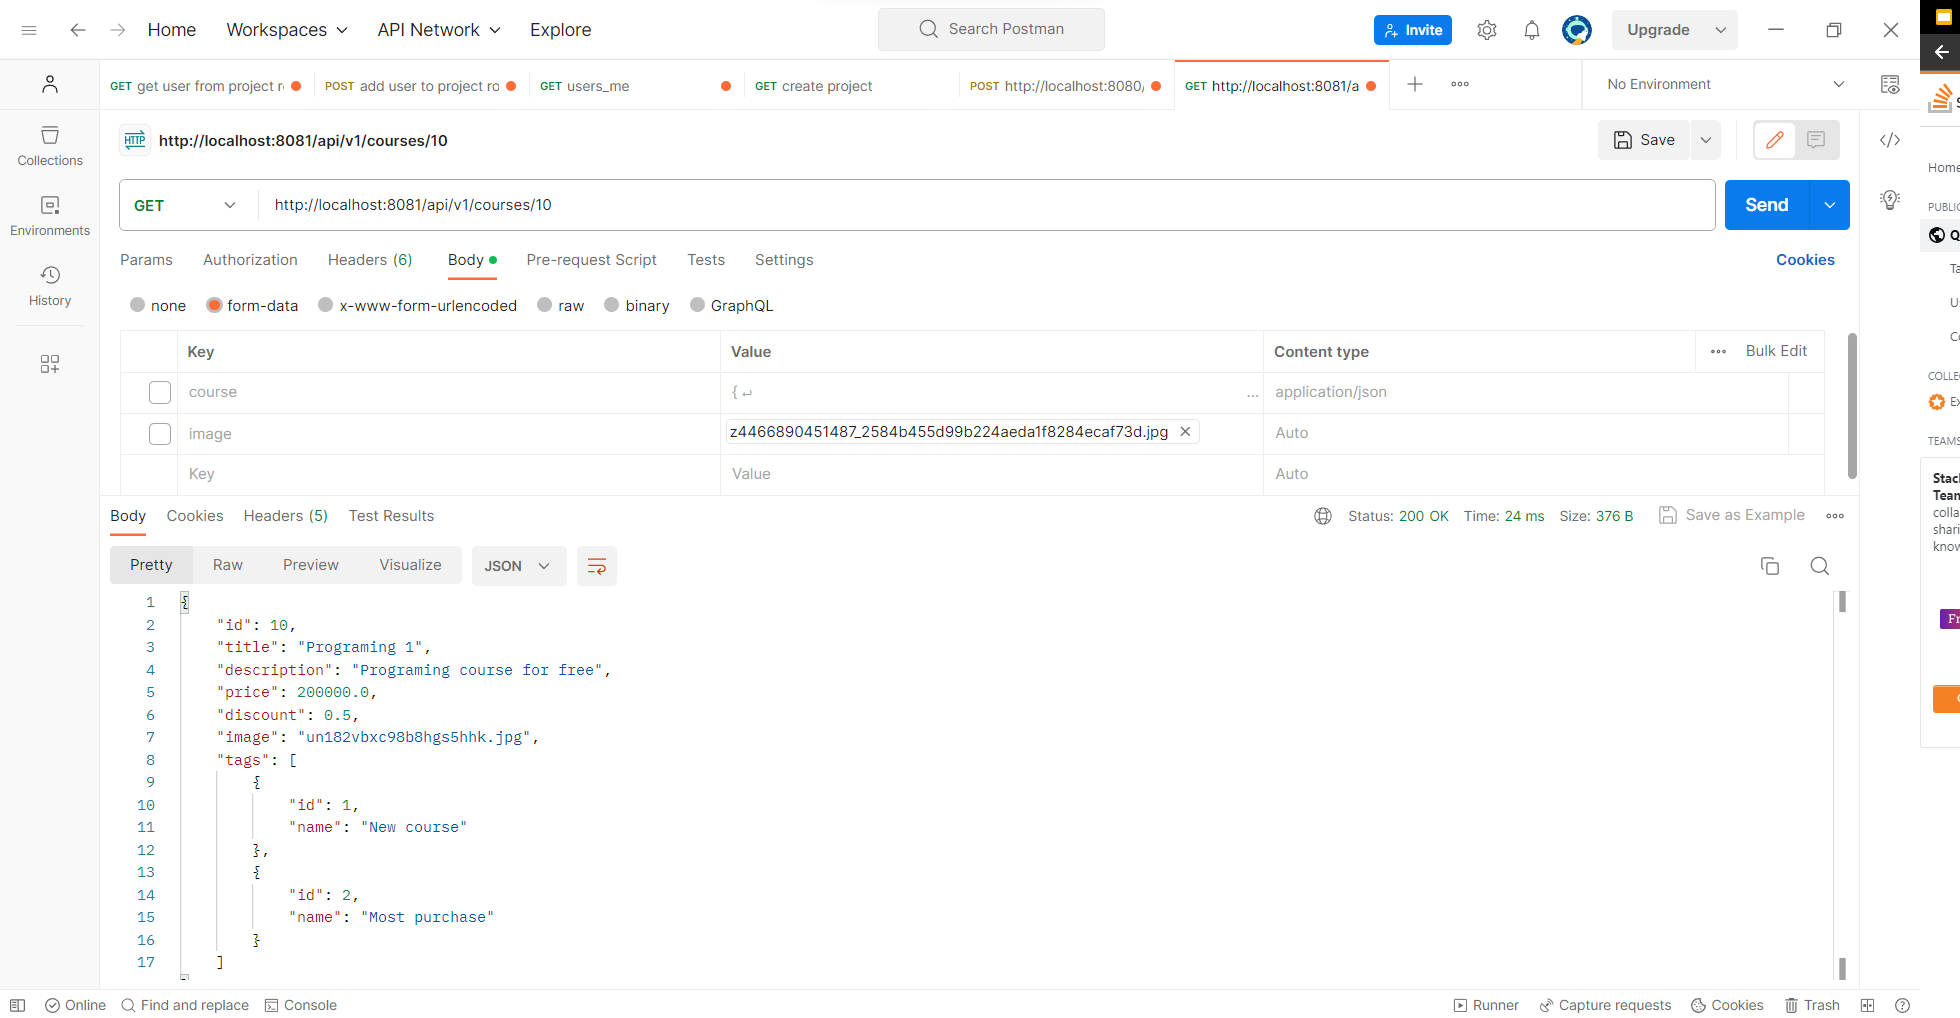 Home Workspaces API Network Explore Search Postman Invite Upgrade
GET get user from project r POST add user to project ro GET users_me GET create project POST http://localhost:8080/ GET http://localhost:8081/a No Environment
HTTP http://localhost:8081/api/v1/courses/10 Save
Collections
Environments
History
GET http://localhost:8081/api/v1/courses/10 Send
Params Authorization Headers (6) Body Pre-request Script Tests Settings Cookies
none form-data x-www-form-urlencoded raw binary GraphQL
Key Value Content type ••• Bulk Edit
course { ↵ ... application/json
image z4466890451487_2584b455d99b224aeda1f8284ecaf73d.jpg Auto
Key Value Auto
Body Cookies Headers (5) Test Results Status: 200 OK Time: 24 ms Size: 376 B Save as Example
Pretty Raw Preview Visualize JSON
1 {
2 "id": 10,
3 "title": "Programing 1",
4 "description": "Programing course for free",
5 "price": 200000.0,
6 "discount": 0.5,
7 "image": "un182vbxc98b8hgs5hhk.jpg",
8 "tags": [
9 {
10 "id": 1,
11 "name": "New course"
12 },
13 {
14 "id": 2,
15 "name": "Most purchase"
16 }
17 ]
Online Find and replace Console Runner Capture requests Cookies Trash
Home
PUBLIC
Q
Ta
U
Co
COLLE
Ex
TEAMS
Stac
Tean
colla
shari
know
Fr